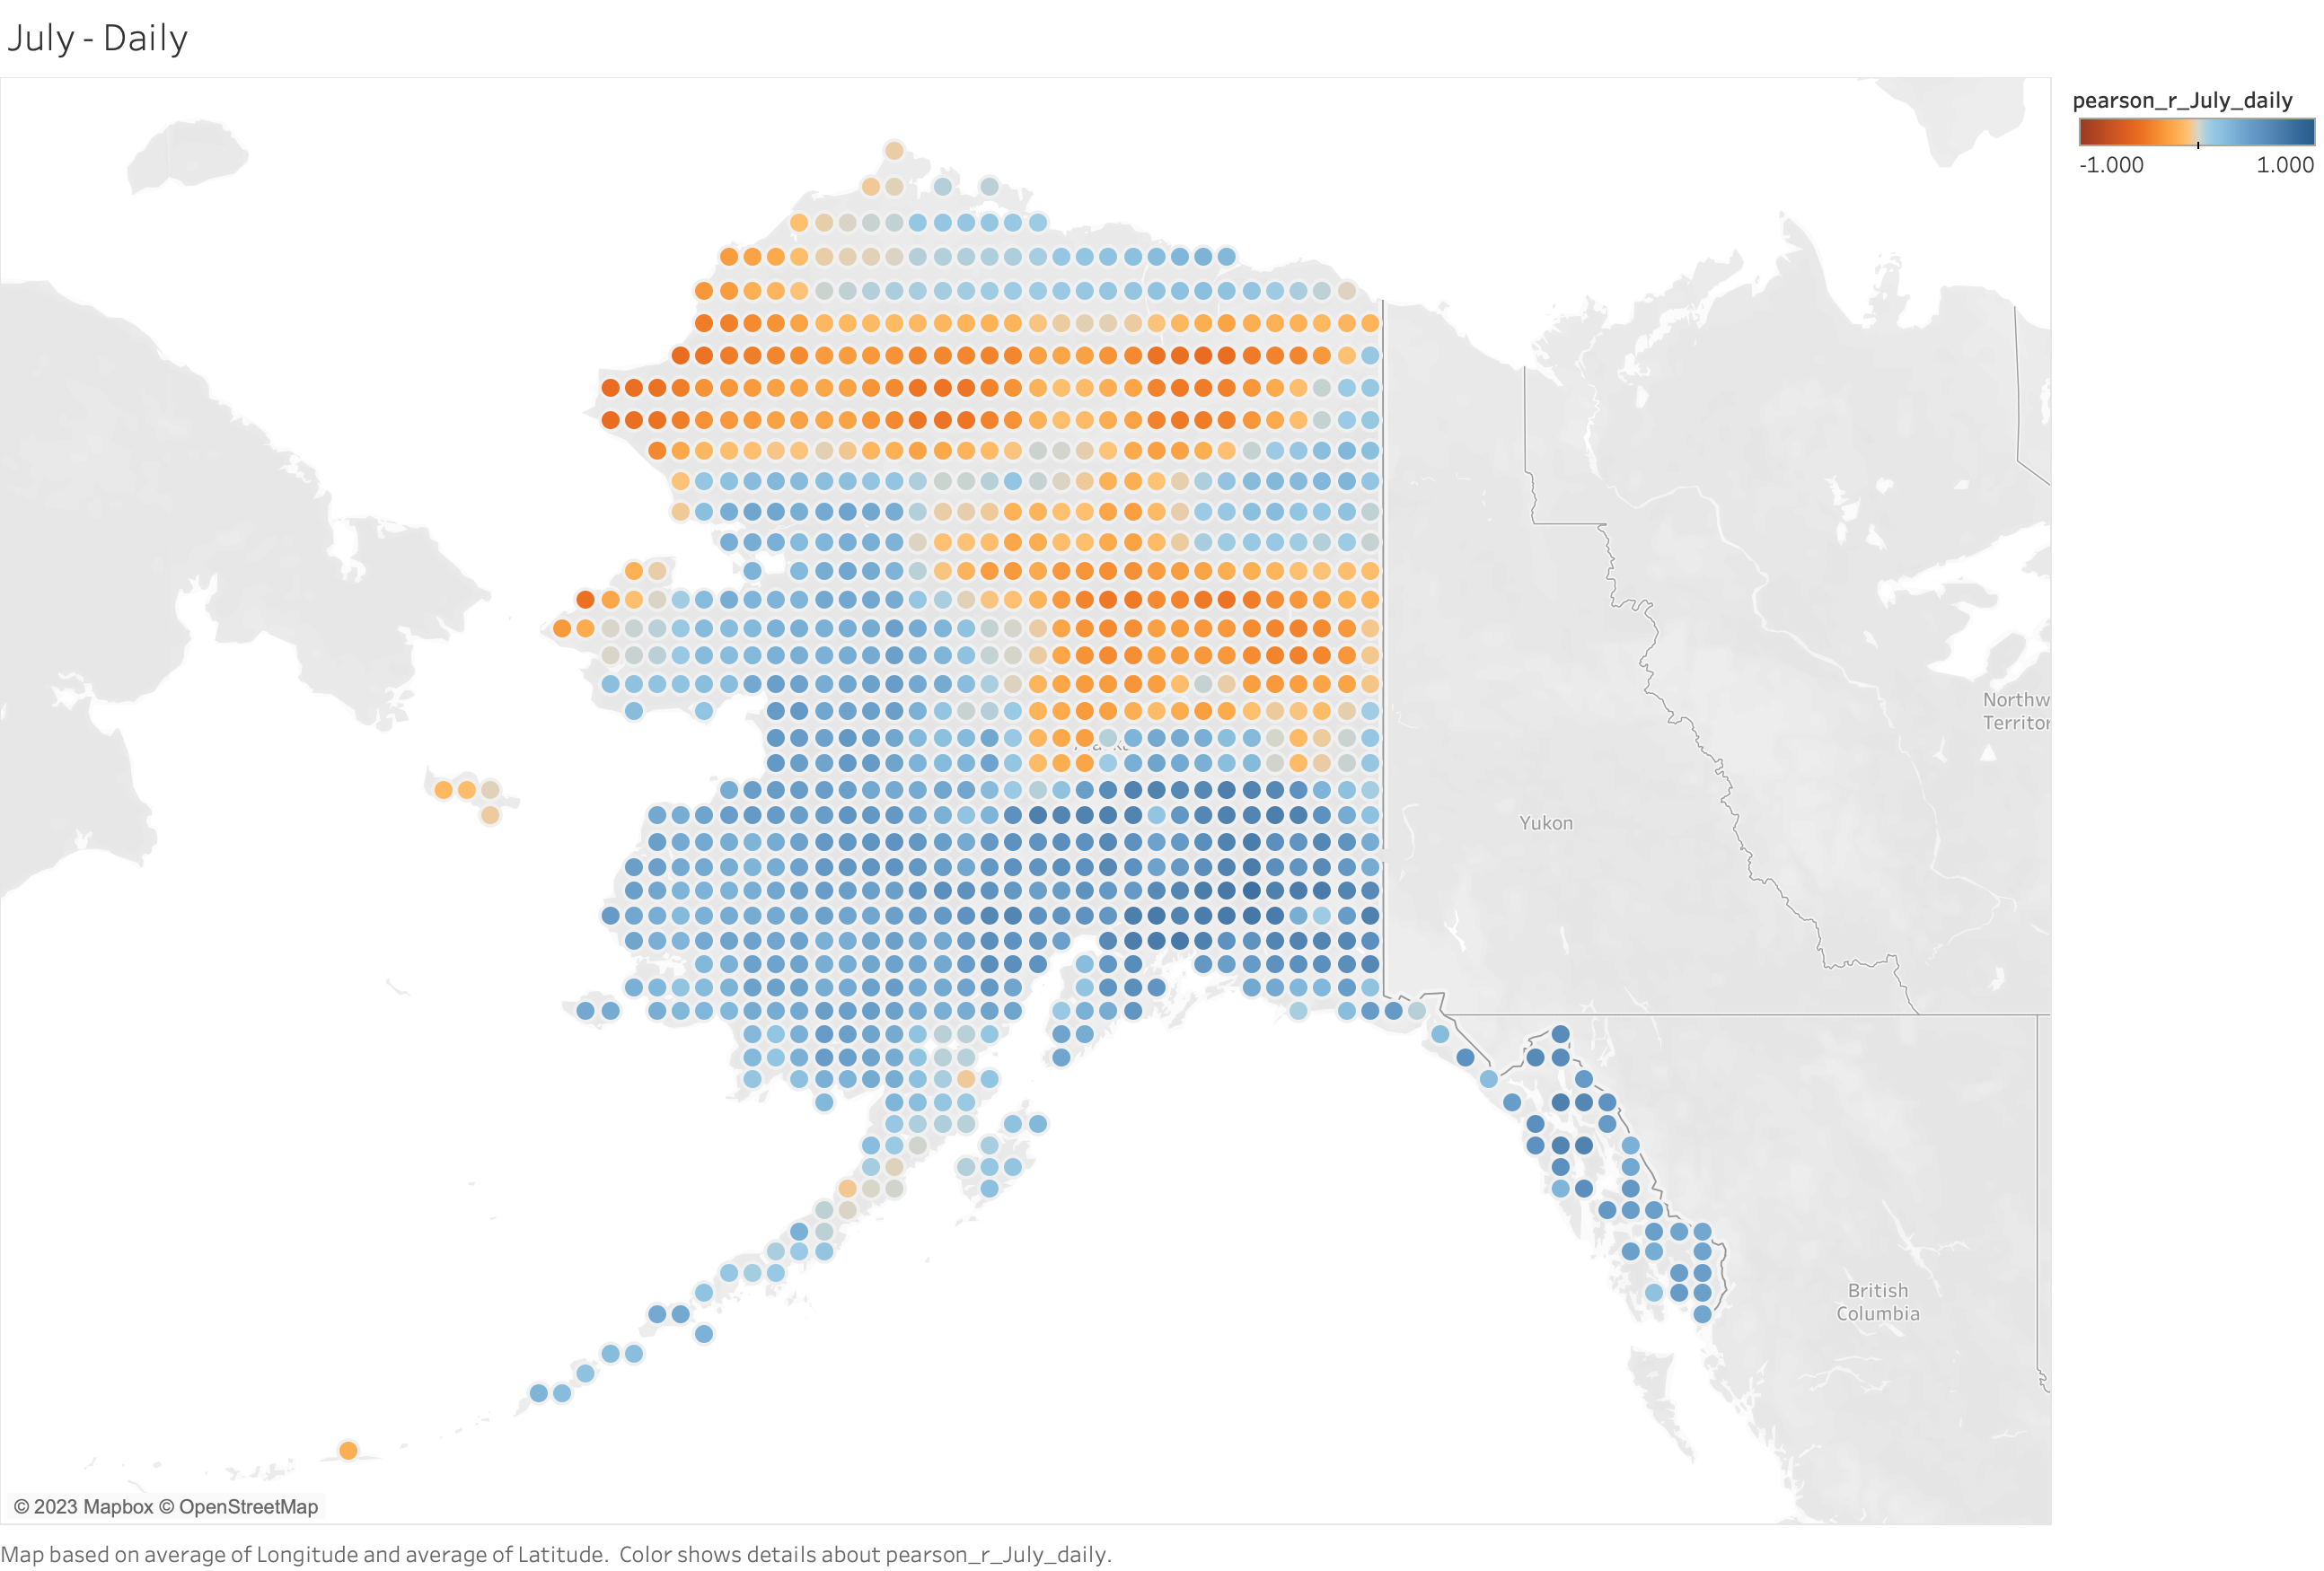 July - Daily
pearson_r_July_daily
-1.000
1.000
Northw
Territor
Yukon
British
Columbia
© 2023 Mapbox © OpenStreetMap
Map based on average of Longitude and average of Latitude. Color shows details about pearson_r_July_daily.